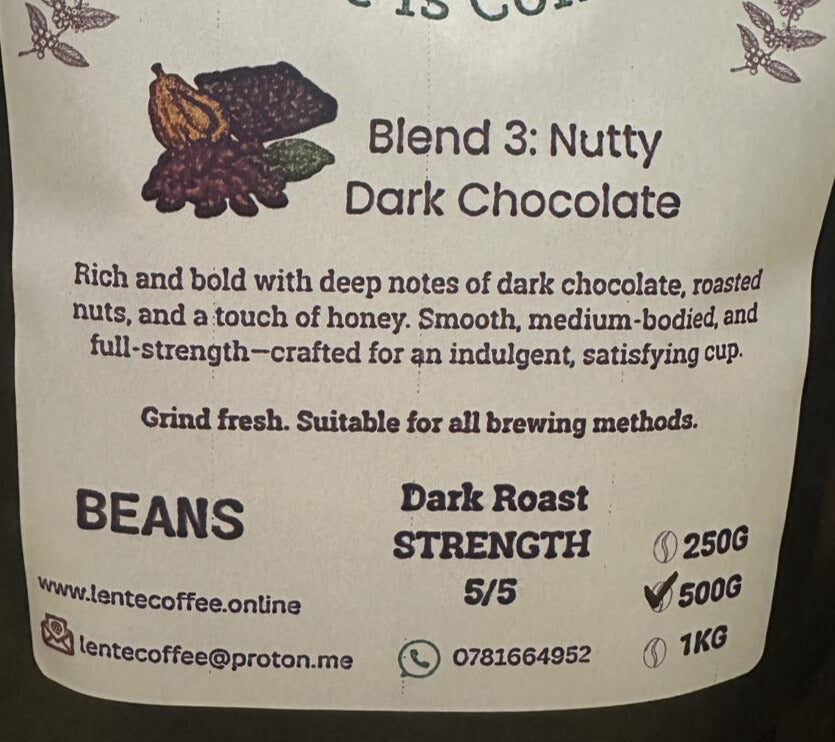 is
Blend 3: Nutty
Dark Chocolate
Rich and bold with deep notes of dark chocolate, roasted
nuts, and a touch of honey. Smooth, medium-bodied, and
full-strength—crafted for an indulgent, satisfying cup.
Grind fresh. Suitable for all brewing methods.
BEANS
Dark Roast
STRENGTH
5/5
250G
500G
1KG
www.lentecoffee.online
lentecoffee@proton.me
0781664952